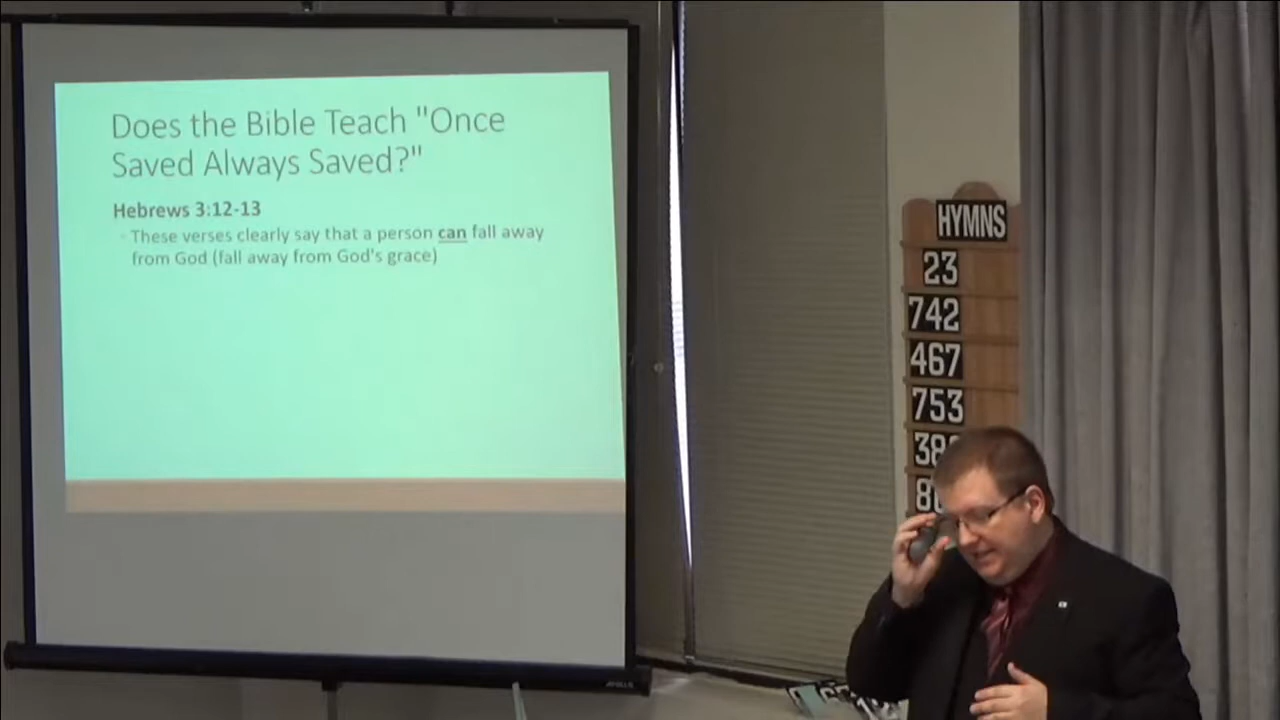 Does the Bible Teach "Once
Saved Always Saved?"
Hebrews 3:12-13
These verses clearly say that a person can fall away
from God (fall away from God's grace)
HYMNS
23
742
467
753
APOLLO